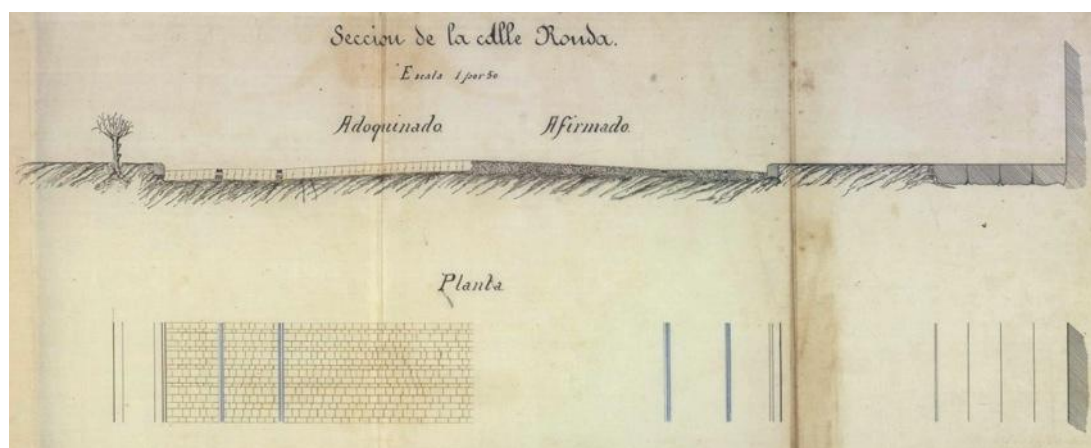 Seccion de la calle Ronda.
Escala 1 por 50
Adoquinado Afirmado
Planta